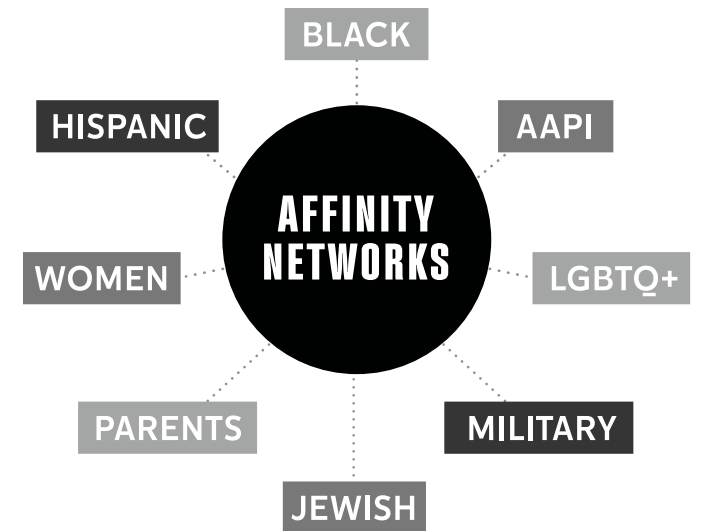 BLACK
HISPANIC
AAPI
AFFINITY
NETWORKS
WOMEN
LGBTQ+
PARENTS
MILITARY
JEWISH